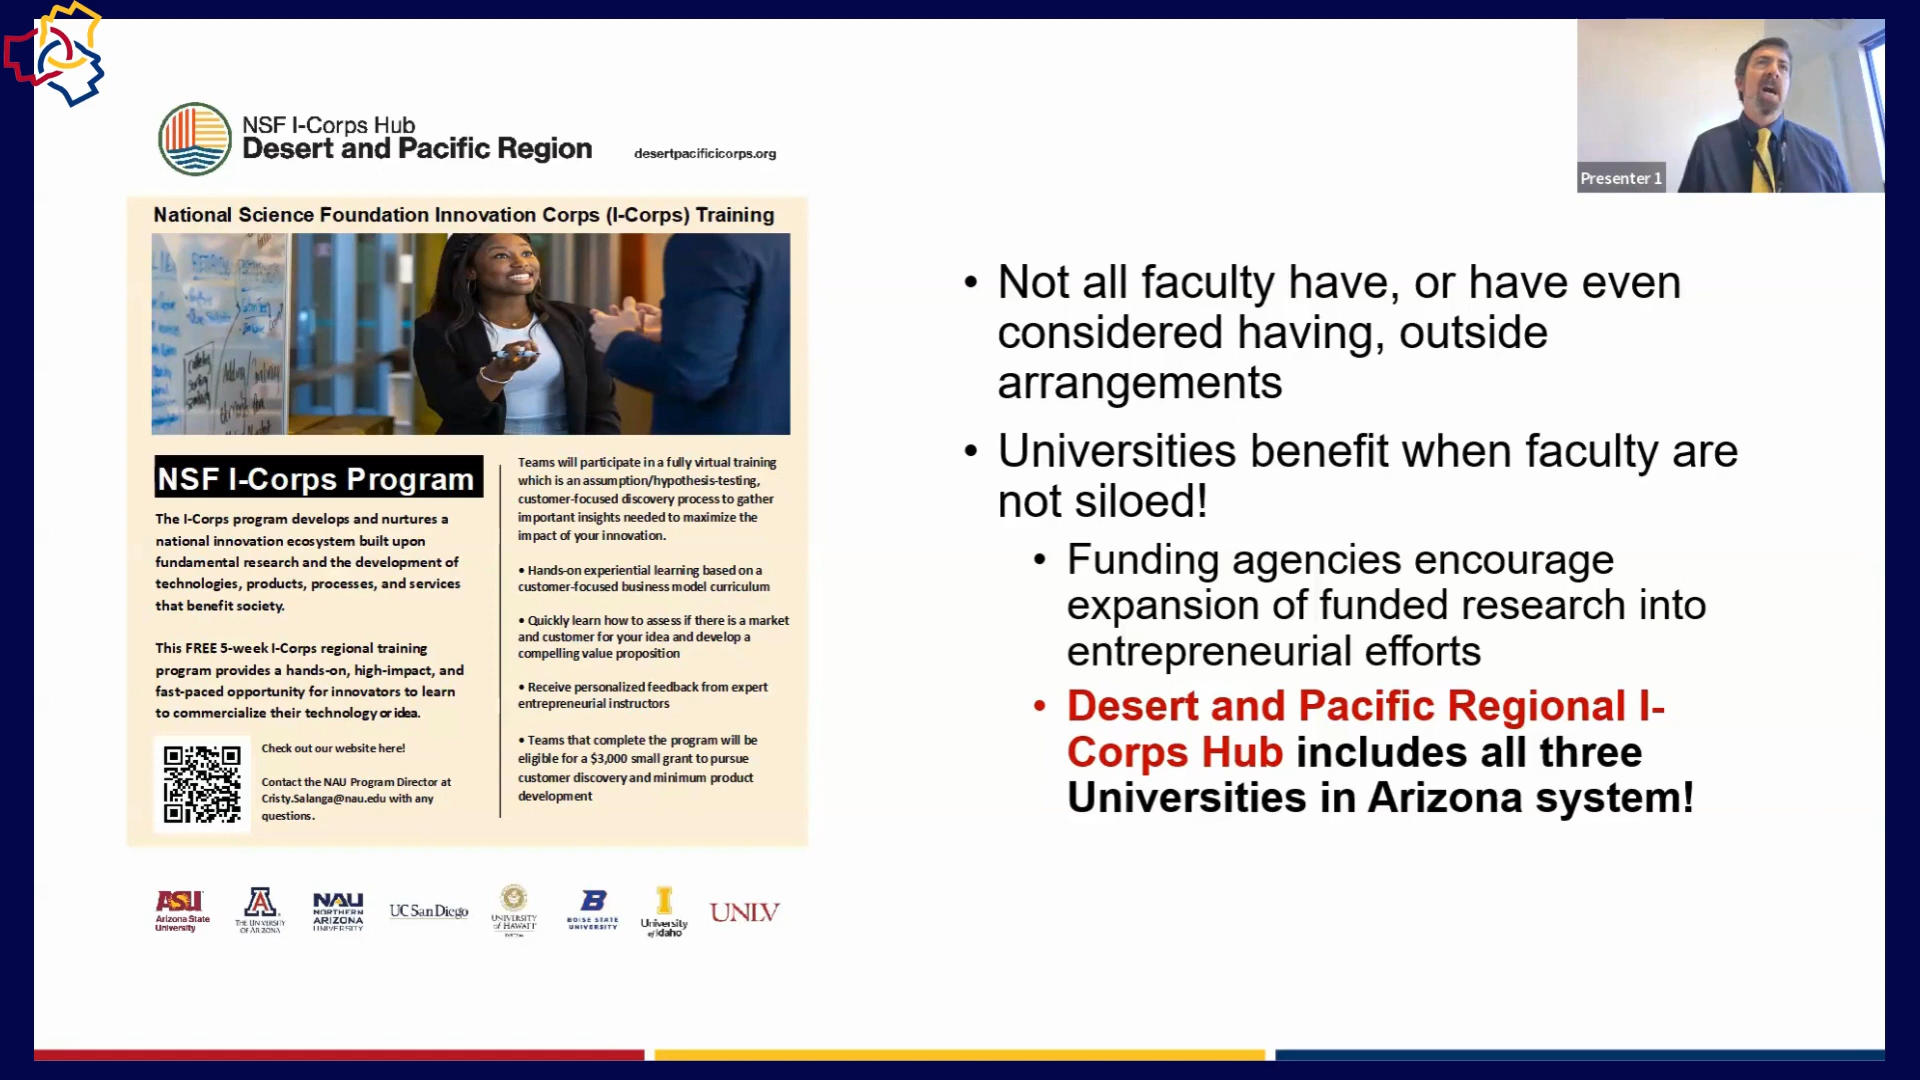 NSF I-Corps Hub
Desert and Pacific Region
desertpacificicorps.org
Presenter 1
National Science Foundation Innovation Corps (I-Corps) Training
NSF I-Corps Program
The I-Corps program develops and nurtures a
national innovation ecosystem built upon
fundamental research and the development of
technologies, products, processes, and services
that benefit society.
This FREE 5-week I-Corps regional training
program provides a hands-on, high-impact, and
fast-paced opportunity for innovators to learn
to commercialize their technology or idea.
Check out our website here!
Contact the NAU Program Director at
Cristy.Salanga@nau.edu with any
questions.
Teams will participate in a fully virtual training
which is an assumption/hypothesis-testing,
customer-focused discovery process to gather
important insights needed to maximize the
impact of your innovation.
• Hands-on experiential learning based on a
customer-focused business model curriculum
• Quickly learn how to assess if there is a market
and customer for your idea and develop a
compelling value proposition
• Receive personalized feedback from expert
entrepreneurial instructors
• Teams that complete the program will be
eligible for a $3,000 small grant to pursue
customer discovery and minimum product
development
ASU
Arizona State
University
A
THE UNIVERSITY
OF ARIZONA
NAU
NORTHERN
ARIZONA
UNIVERSITY
UC San Diego
UNIVERSITY
of HAWAI'I
B
BOISE STATE
UNIVERSITY
I
University
of Idaho
UNLV
• Not all faculty have, or have even
considered having, outside
arrangements
• Universities benefit when faculty are
not siloed!
• Funding agencies encourage
expansion of funded research into
entrepreneurial efforts
• Desert and Pacific Regional I-
Corps Hub includes all three
Universities in Arizona system!